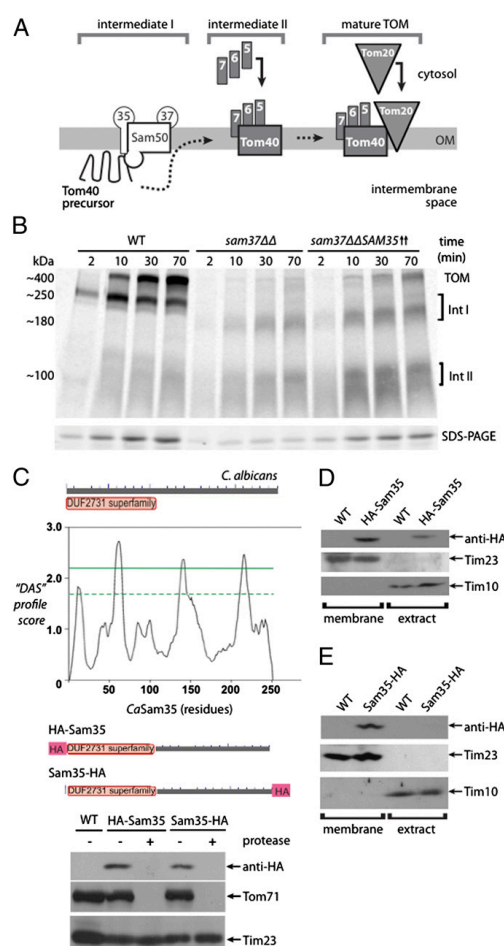 A
intermediate I
intermediate II
mature TOM
7 6 5
Tom20
cytosol
35 37
Sam50
7 6 5
Tom40
7 6 5
Tom40
Tom20
OM
Tom40
precursor
intermembrane
space
B
WT
sam37ΔΔ
sam37ΔΔSAM35⇈
time
(min)
kDa
2 10 30 70 2 10 30 70 2 10 30 70
~400
TOM
~250
Int I
~180
~100
Int II
SDS-PAGE
C
C. albicans
DUF2731 superfamily
3.0
2.0
1.0
"DAS"
profile
score
0 50 100 150 200 250
CaSam35 (residues)
HA-Sam35
HA DUF2731 superfamily
Sam35-HA
DUF2731 superfamily HA
WT HA-Sam35 Sam35-HA
protease
- - + - +
anti-HA
Tom71
Tim23
D
WT HA-Sam35 WT HA-Sam35
anti-HA
Tim23
Tim10
membrane extract
E
WT Sam35-HA WT Sam35-HA
anti-HA
Tim23
Tim10
membrane extract